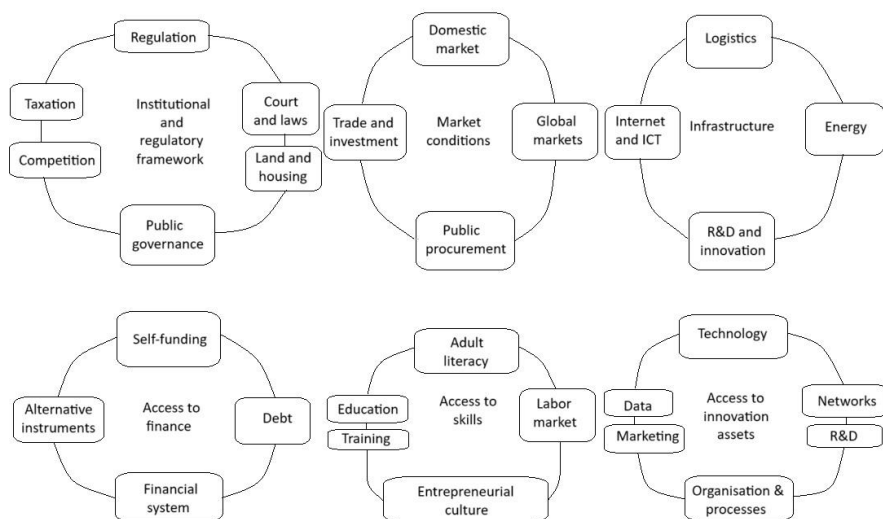 Regulation
Taxation
Institutional
and
regulatory
framework
Court
and laws
Competition
Land and
housing
Public
governance
Domestic
market
Trade and
investment
Market
conditions
Global
markets
Public
procurement
Logistics
Internet
and ICT
Infrastructure
Energy
R&D and
innovation
Self-funding
Alternative
instruments
Access to
finance
Debt
Financial
system
Adult
literacy
Education
Training
Access to
skills
Labor
market
Entrepreneurial
culture
Technology
Data
Marketing
Access to
innovation
assets
Networks
R&D
Organisation &
processes